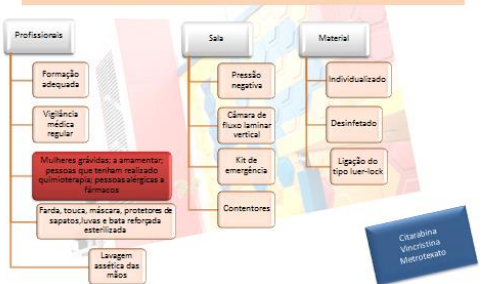 Profissionais
Formação
adequada
Vigilância
médica
regular
Mulheres grávidas; a amamentar;
pessoas que tenham realizado
quimioterapia; pessoas alérgicas a
fármacos
Farda, touca, máscara, protetores de
sapatos,luvas e bata reforçada
esterilizada
Lavagem
assética das
mãos
Sala
Pressão
negativa
Câmara de
fluxo laminar
vertical
Kit de
emergência
Contentores
Material
Individualizado
Desinfetado
Ligação do
tipo luer-lock
Citarabina
Vincristina
Metrotexato